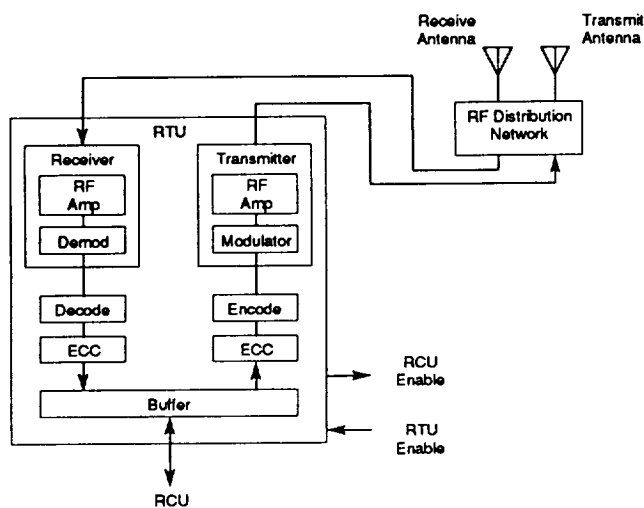 Receive
Antenna
Transmit
Antenna
RF Distribution
Network
RTU
Receiver
RF
Amp
Demod
Decode
ECC
Transmitter
RF
Amp
Modulator
Encode
ECC
Buffer
RCU
Enable
RTU
Enable
RCU